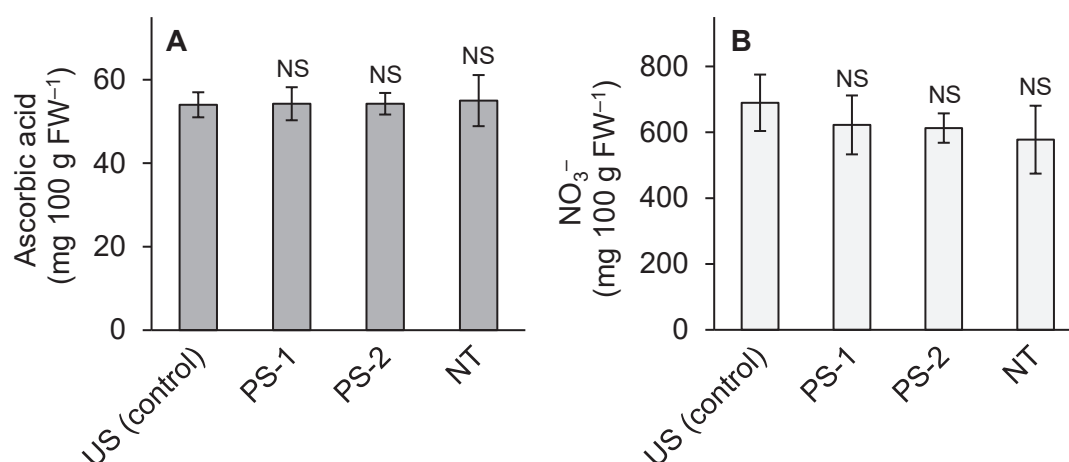 A
Ascorbic acid
(mg 100 g FW⁻¹)
60
40
20
0
NS
NS
NS
US (control)
PS-1
PS-2
NT
B
NO₃⁻
(mg 100 g FW⁻¹)
800
600
400
200
0
NS
NS
NS
US (control)
PS-1
PS-2
NT